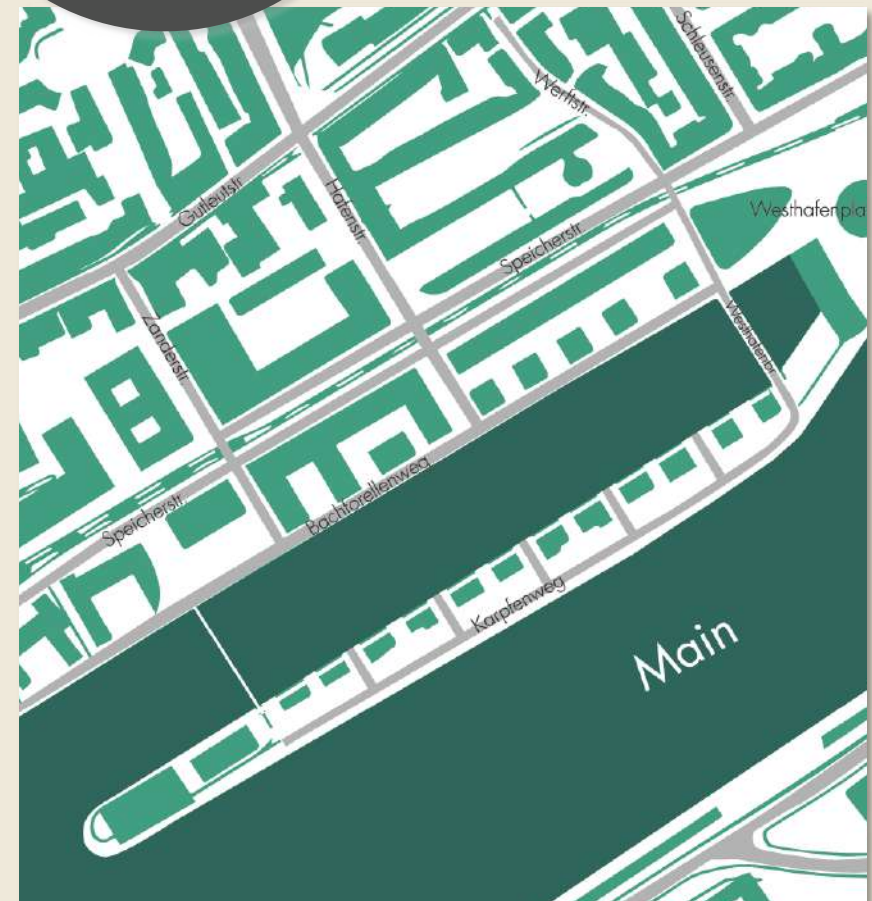 Schleusenstr.
Werftstr.
Gutleutstr.
Hafenstr.
Westhafenpla
Speicherstr
Zanderstr.
Westhafenbr.
Bachforellenweg
Speicherstr.
Karpfenweg
Main